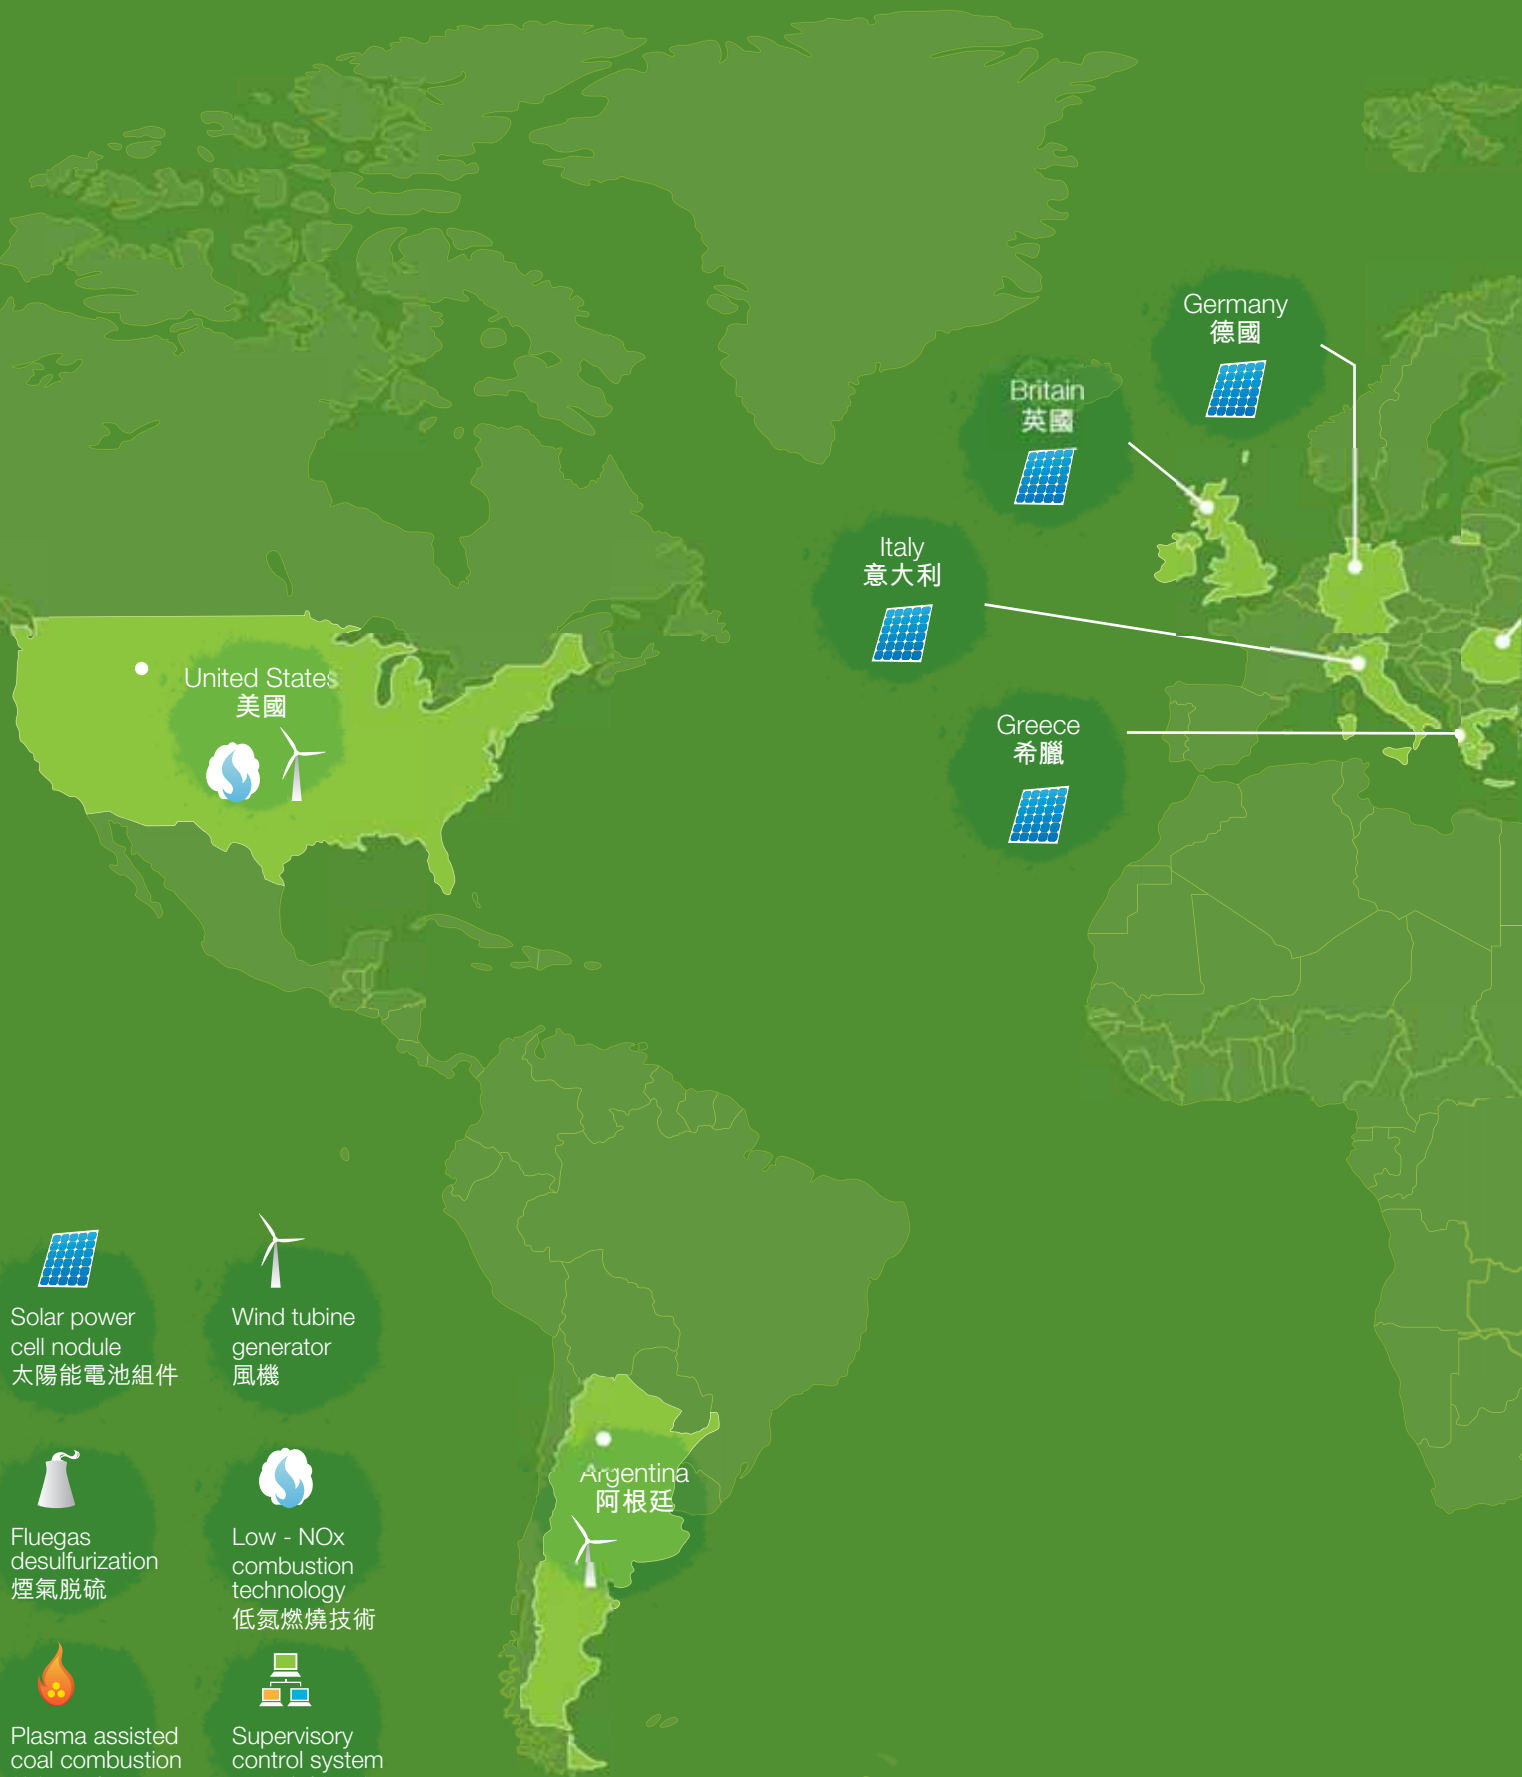 Germany
德國
Britain
英國
Italy
意大利
United States
美國
Greece
希臘
Solar power
cell nodule
太陽能電池組件
Wind tubine
generator
風機
Argentina
阿根廷
Fluegas
desulfurization
煙氣脱硫
Low - NOx
combustion
technology
低氮燃燒技術
Plasma assisted
coal combustion
Supervisory
control system